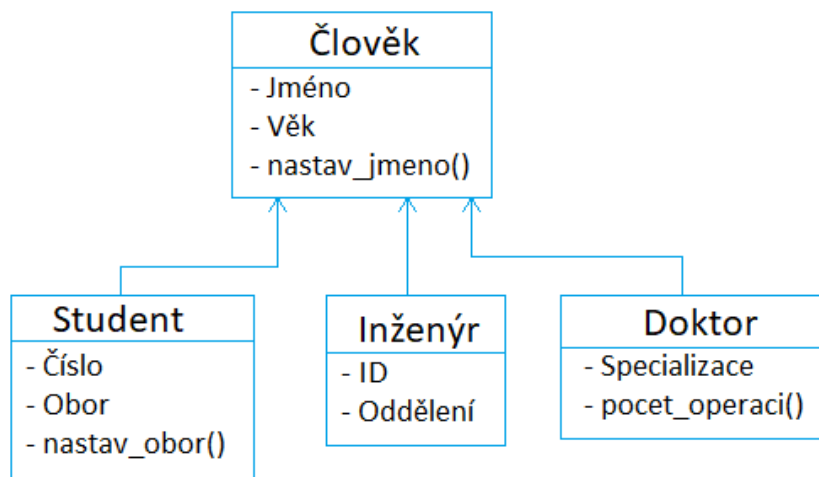 Člověk
- Jméno
- Věk
- nastav_jmeno()
Student
- Číslo
- Obor
- nastav_obor()
Inženýr
- ID
- Oddělení
Doktor
- Specializace
- pocet_operaci()